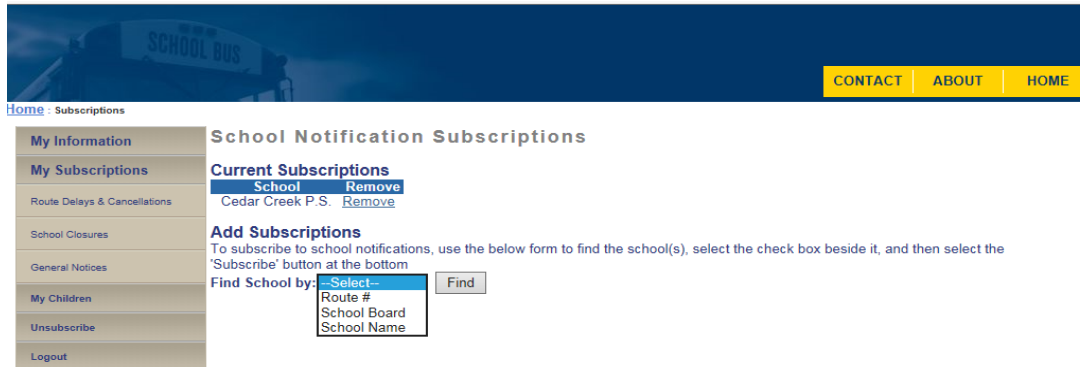 SCHOOL BUS
CONTACT ABOUT HOME
Home : Subscriptions
My Information
My Subscriptions
Route Delays & Cancellations
School Closures
General Notices
My Children
Unsubscribe
Logout
School Notification Subscriptions
Current Subscriptions
School Remove
Cedar Creek P.S. Remove
Add Subscriptions
To subscribe to school notifications, use the below form to find the school(s), select the check box beside it, and then select the
'Subscribe' button at the bottom
Find School by: --Select-- Find
Route #
School Board
School Name